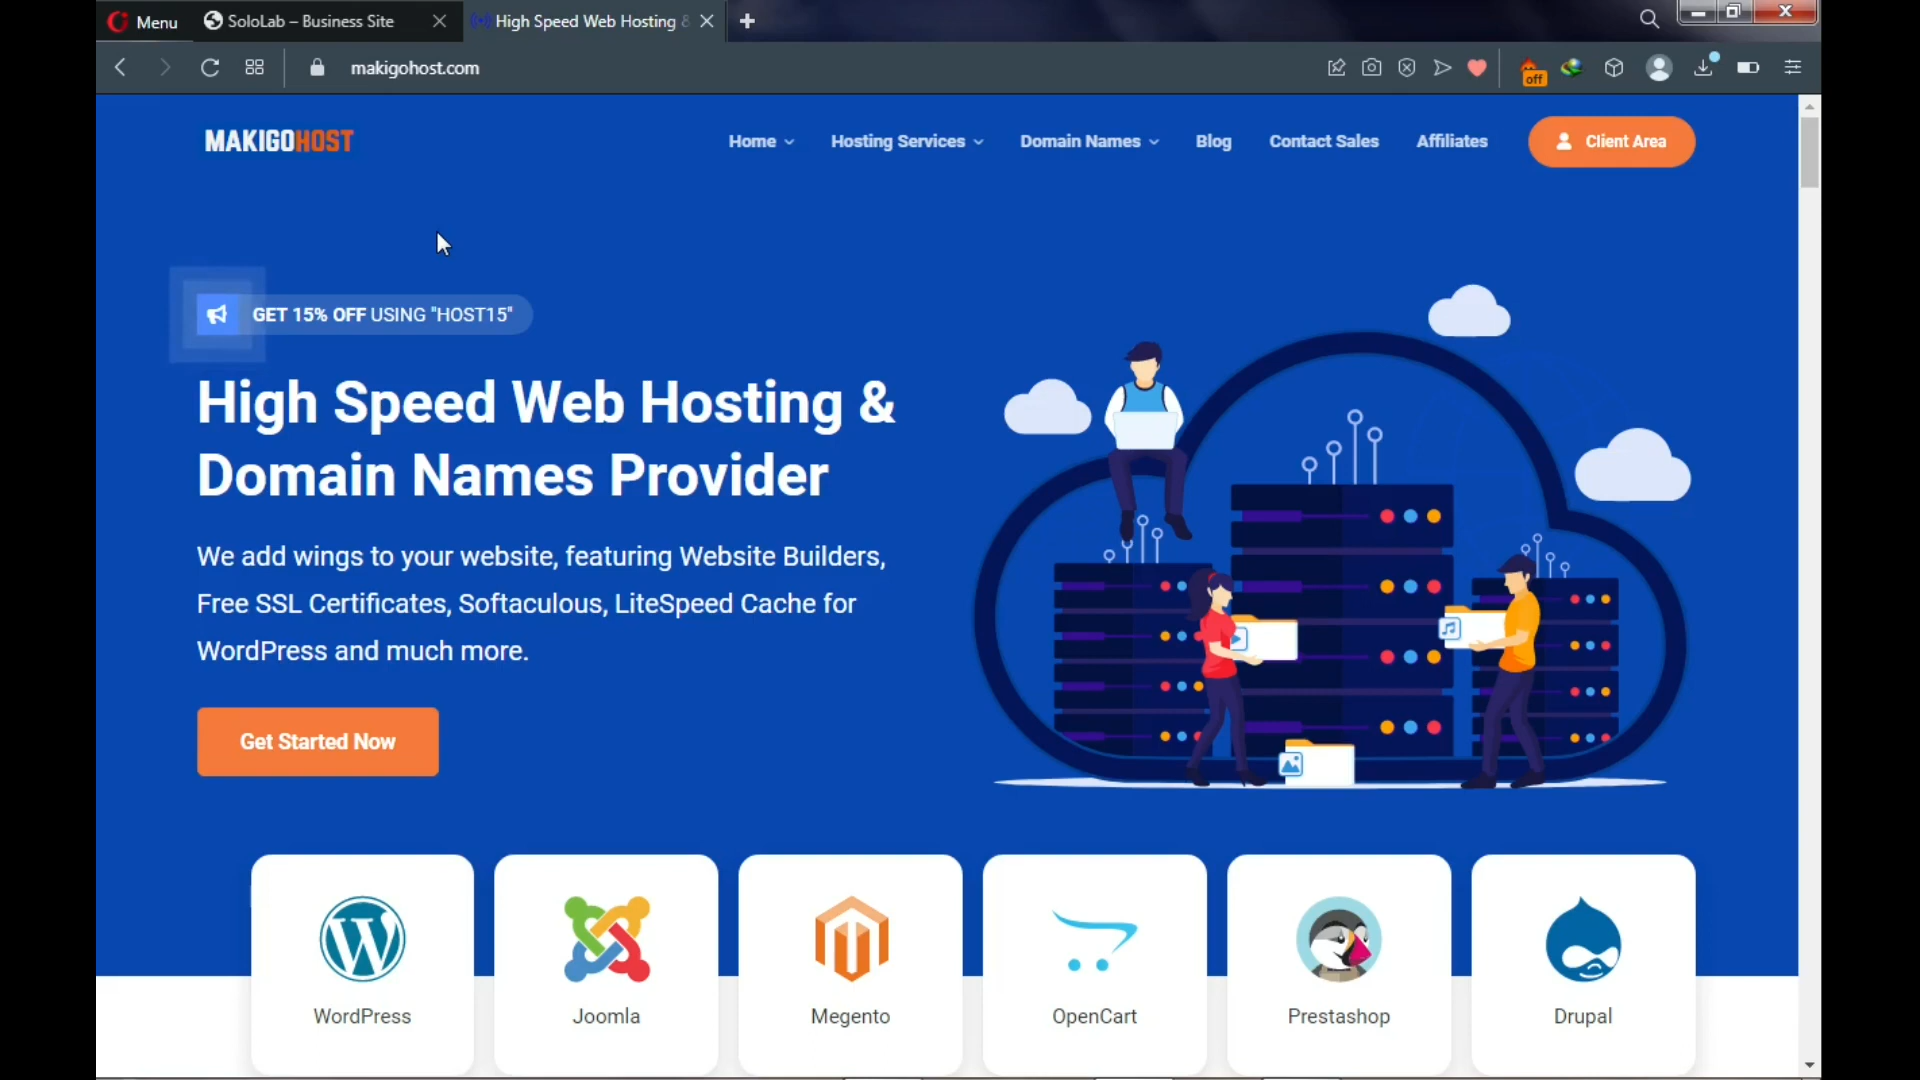 Menu
SoloLab – Business Site
High Speed Web Hosting &
makigohost.com
off
MAKIGOHOST
Home
Hosting Services
Domain Names
Blog
Contact Sales
Affiliates
Client Area
GET 15% OFF USING "HOST15"
High Speed Web Hosting &
Domain Names Provider
We add wings to your website, featuring Website Builders,
Free SSL Certificates, Softaculous, LiteSpeed Cache for
WordPress and much more.
Get Started Now
WordPress
Joomla
Megento
OpenCart
Prestashop
Drupal